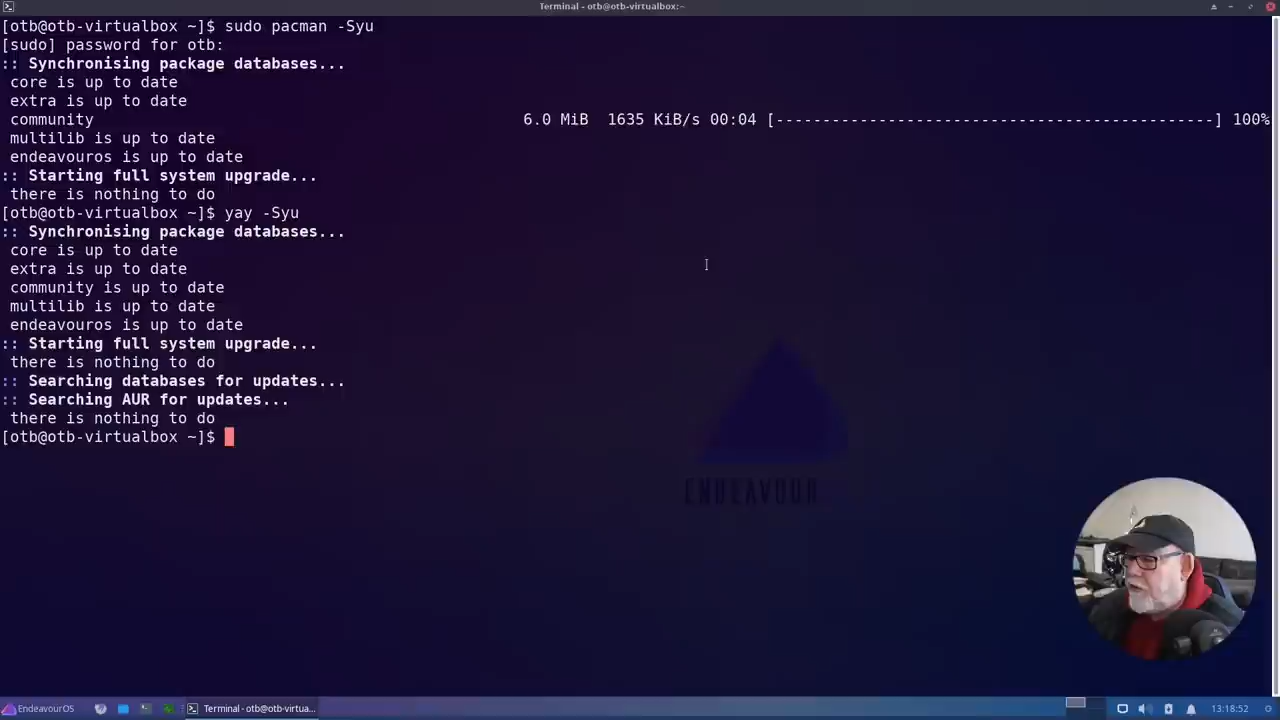 Terminal - otb@otb-virtualbox:~
[otb@otb-virtualbox ~]$ sudo pacman -Syu
[sudo] password for otb:
:: Synchronising package databases...
core is up to date
extra is up to date
community 6.0 MiB 1635 KiB/s 00:04 [-----------------------------------------------] 100%
multilib is up to date
endeavouros is up to date
:: Starting full system upgrade...
there is nothing to do
[otb@otb-virtualbox ~]$ yay -Syu
:: Synchronising package databases...
core is up to date
extra is up to date
community is up to date
multilib is up to date
endeavouros is up to date
:: Starting full system upgrade...
there is nothing to do
:: Searching databases for updates...
:: Searching AUR for updates...
there is nothing to do
[otb@otb-virtualbox ~]$
ENDEAVOUR
EndeavourOS
Terminal - otb@otb-virtua...
13:18:52